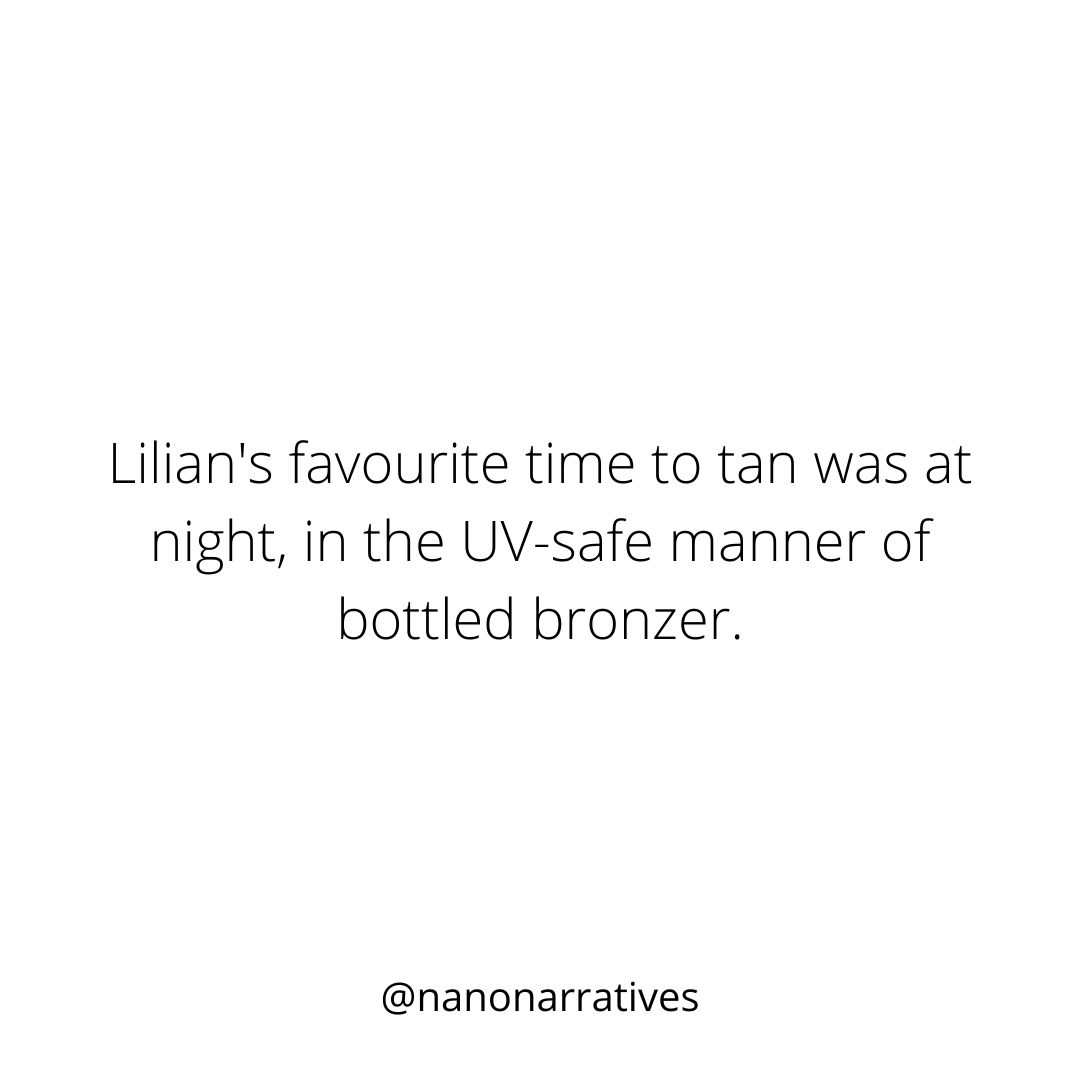 Lilian's favourite time to tan was at
night, in the UV-safe manner of
bottled bronzer.
@nanonarratives